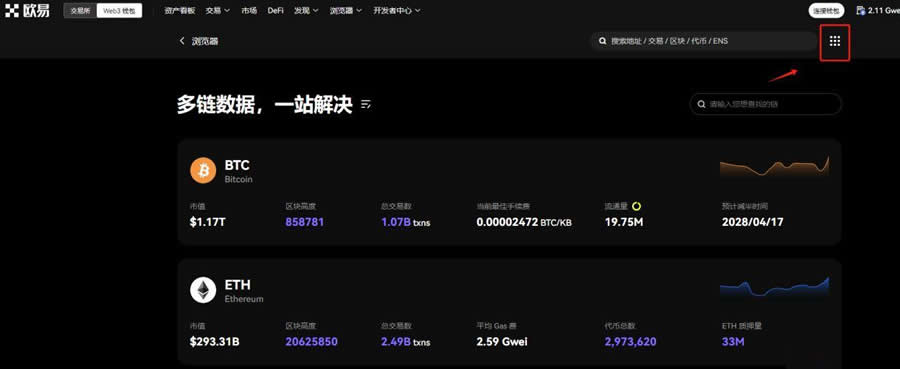 欧易 交易所 Web3 钱包 资产看板 交易 市场 DeFi 发现 浏览器 开发者中心 连接钱包 2.11 Gwe
浏览器 搜索地址 / 交易 / 区块 / 代币 / ENS
多链数据，一站解决 请输入您想查找的链
BTC
Bitcoin
市值 区块高度 总交易数 当前最佳手续费 流通量 预计减半时间
$1.17T 858781 1.07B txns 0.00002472 BTC/KB 19.75M 2028/04/17
ETH
Ethereum
市值 区块高度 总交易数 平均 Gas 费 代币总数 ETH 质押量
$293.31B 20625850 2.49B txns 2.59 Gwei 2,973,620 33M